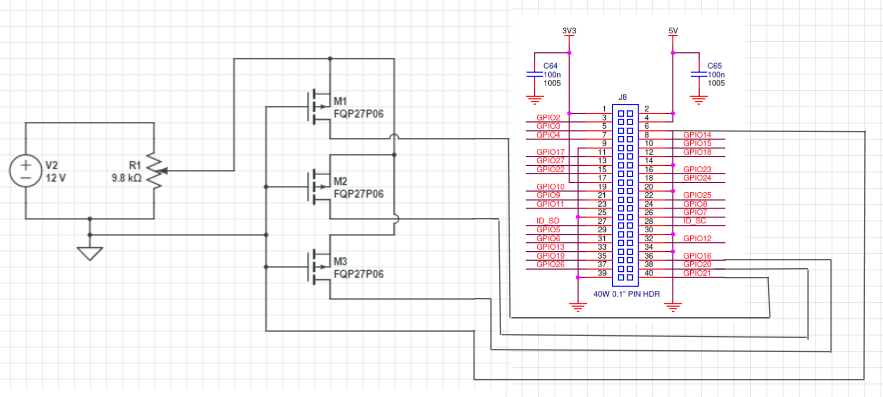 3V3
5V
C64
100n
1005
C65
100n
1005
J8
M1
FQP27P06
V2
12 V
R1
9.8 kΩ
M2
FQP27P06
M3
FQP27P06
1 2
GPIO2 3 4
GPIO3 5 6
GPIO4 7 8 GPIO14
9 10 GPIO15
GPIO17 11 12 GPIO18
GPIO27 13 14
GPIO22 15 16 GPIO23
17 18 GPIO24
GPIO10 19 20
GPIO9 21 22 GPIO25
GPIO11 23 24 GPIO8
25 26 GPIO7
ID_SD 27 28 ID_SC
GPIO5 29 30
GPIO6 31 32 GPIO12
GPIO13 33 34
GPIO19 35 36 GPIO16
GPIO26 37 38 GPIO20
39 40 GPIO21
40W 0.1" PIN HDR